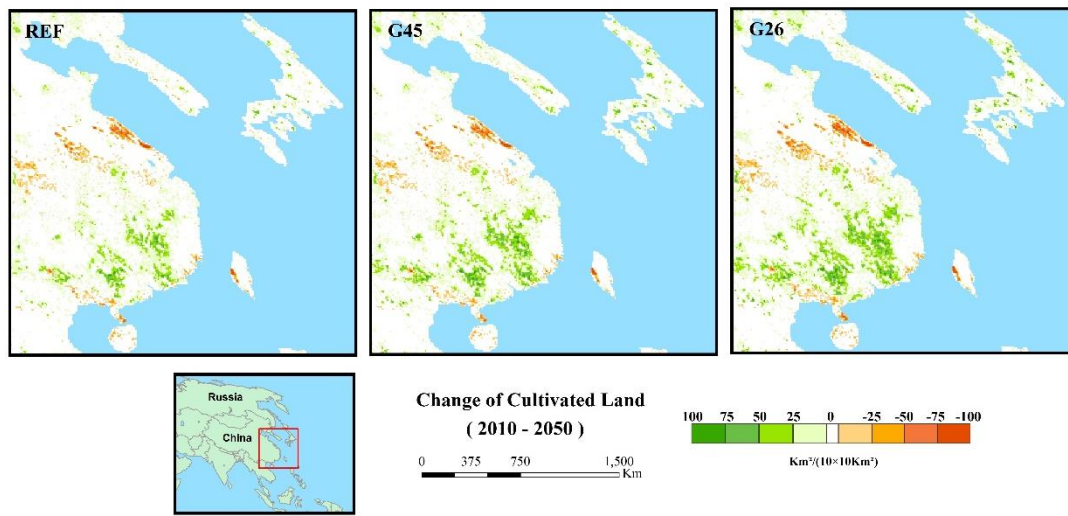 REF
G45
G26
Russia
China
Change of Cultivated Land
( 2010 - 2050 )
0 375 750 1,500
Km
100 75 50 25 0 -25 -50 -75 -100
Km²/(10×10Km²)